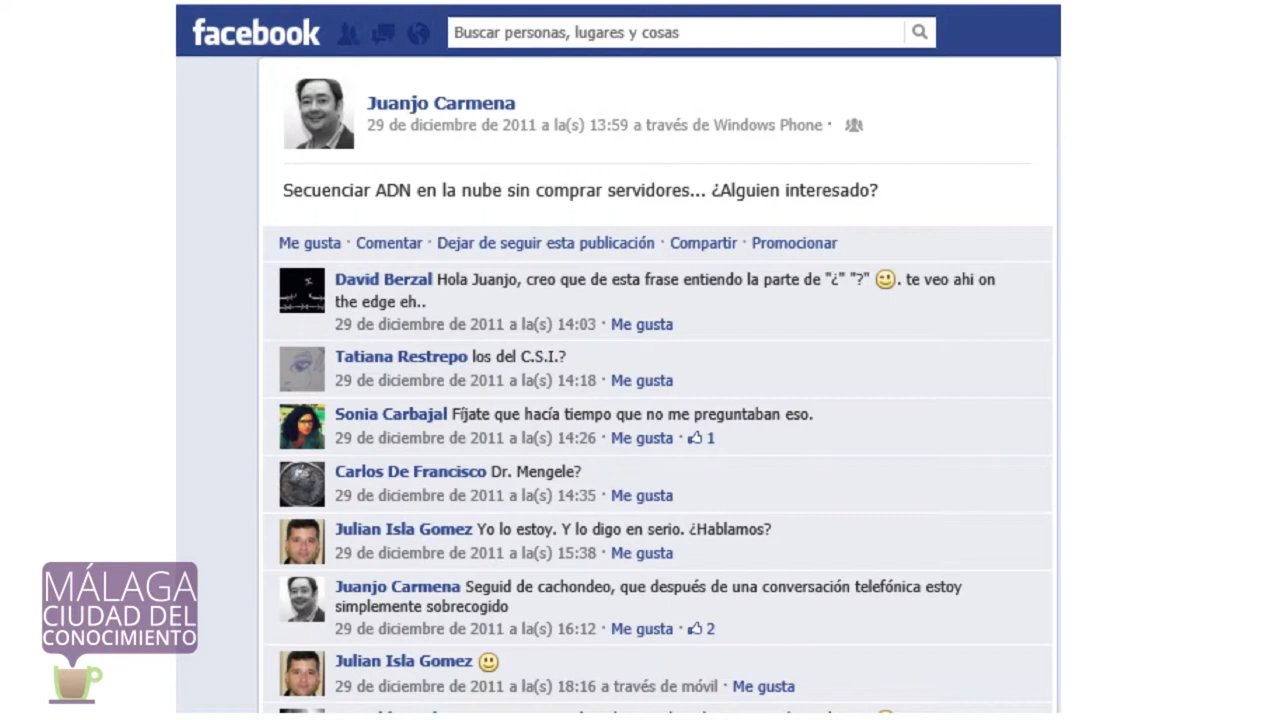 facebook
Buscar personas, lugares y cosas
Juanjo Carmena
29 de diciembre de 2011 a la(s) 13:59 a través de Windows Phone ·
Secuenciar ADN en la nube sin comprar servidores... ¿Alguien interesado?
Me gusta · Comentar · Dejar de seguir esta publicación · Compartir · Promocionar
David Berzal Hola Juanjo, creo que de esta frase entiendo la parte de "¿" "?" . te veo ahi on
the edge eh..
29 de diciembre de 2011 a la(s) 14:03 · Me gusta
Tatiana Restrepo los del C.S.I.?
29 de diciembre de 2011 a la(s) 14:18 · Me gusta
Sonia Carbajal Fíjate que hacía tiempo que no me preguntaban eso.
29 de diciembre de 2011 a la(s) 14:26 · Me gusta · 1
Carlos De Francisco Dr. Mengele?
29 de diciembre de 2011 a la(s) 14:35 · Me gusta
Julian Isla Gomez Yo lo estoy. Y lo digo en serio. ¿Hablamos?
29 de diciembre de 2011 a la(s) 15:38 · Me gusta
Juanjo Carmena Seguid de cachondeo, que después de una conversación telefónica estoy
simplemente sobrecogido
29 de diciembre de 2011 a la(s) 16:12 · Me gusta · 2
Julian Isla Gomez
29 de diciembre de 2011 a la(s) 18:16 a través de móvil · Me gusta
MÁLAGA
CIUDAD DEL
CONOCIMIENTO